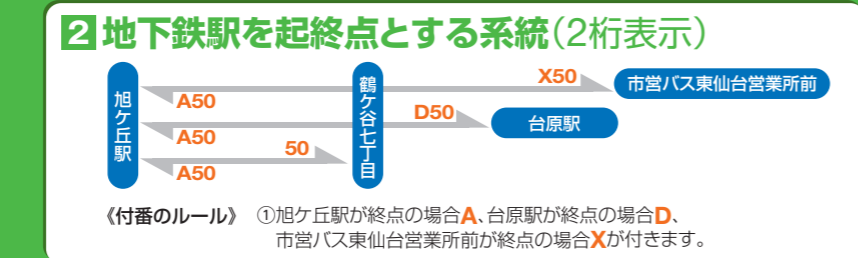 2 地下鉄駅を起終点とする系統(2桁表示)
旭ケ丘駅
鶴ケ谷七丁目
X50
市営バス東仙台営業所前
A50
D50
台原駅
A50
50
A50
《付番のルール》 ①旭ケ丘駅が終点の場合A、台原駅が終点の場合D、
市営バス東仙台営業所前が終点の場合Xが付きます。